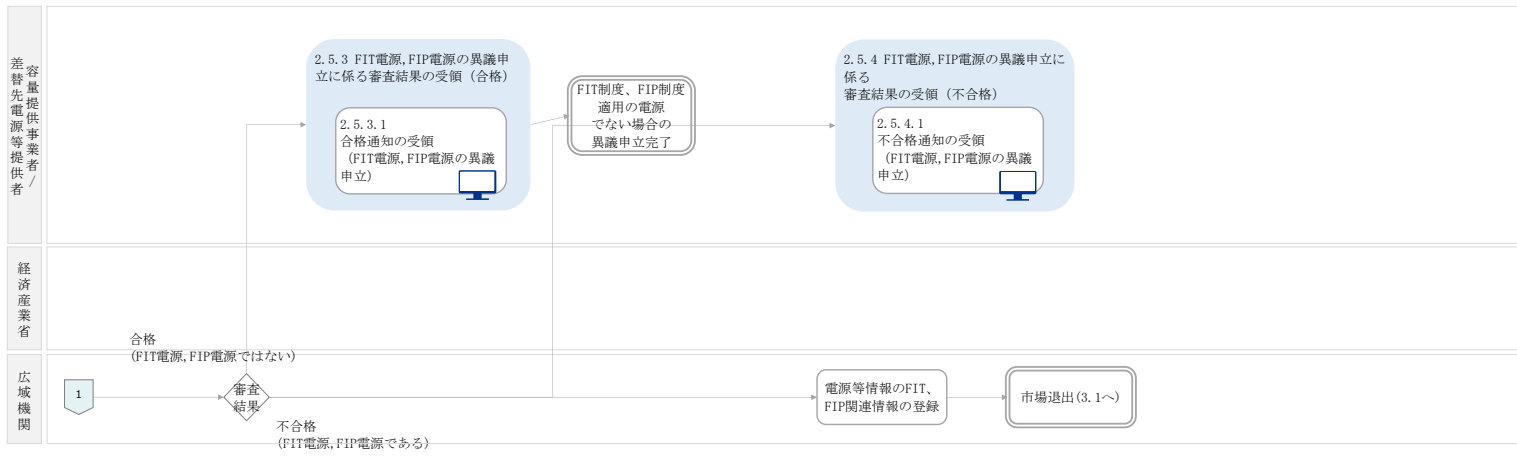 容量提供事業者/
差替先電源等提供者
2.5.3 FIT電源,FIP電源の異議申
立に係る審査結果の受領（合格）
2.5.3.1
合格通知の受領
（FIT電源,FIP電源の異議
申立）
FIT制度、FIP制度
適用の電源
でない場合の
異議申立完了
2.5.4 FIT電源,FIP電源の異議申立に
係る
審査結果の受領（不合格）
2.5.4.1
不合格通知の受領
（FIT電源,FIP電源の異議
申立）
経済産業省
広域機関
合格
(FIT電源,FIP電源ではない)
1
審査
結果
不合格
(FIT電源,FIP電源である)
電源等情報のFIT、
FIP関連情報の登録
市場退出(3.1へ)